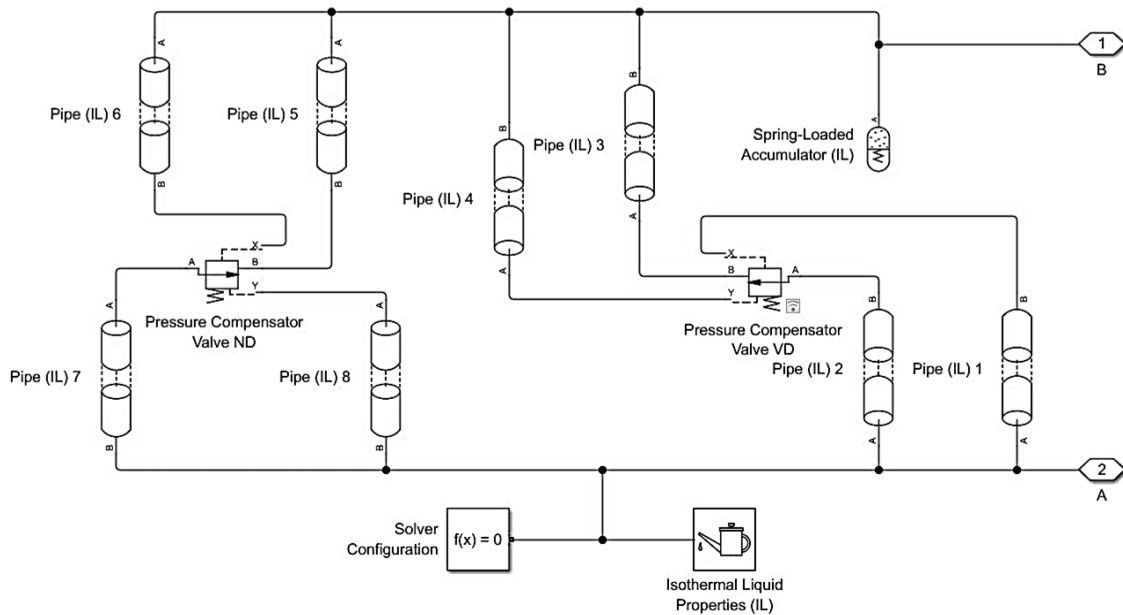 A
A
B
B
1
B
Pipe (IL) 6
Pipe (IL) 5
Pipe (IL) 3
A
Spring-Loaded
Accumulator (IL)
B
B
Pipe (IL) 4
A
X
X
A
B
B
A
A
Y
Y
A
A
B
B
Pressure Compensator
Valve ND
Pressure Compensator
Valve VD
Pipe (IL) 7
Pipe (IL) 8
Pipe (IL) 2
Pipe (IL) 1
B
B
A
A
2
A
Solver
Configuration
f(x) = 0
Isothermal Liquid
Properties (IL)